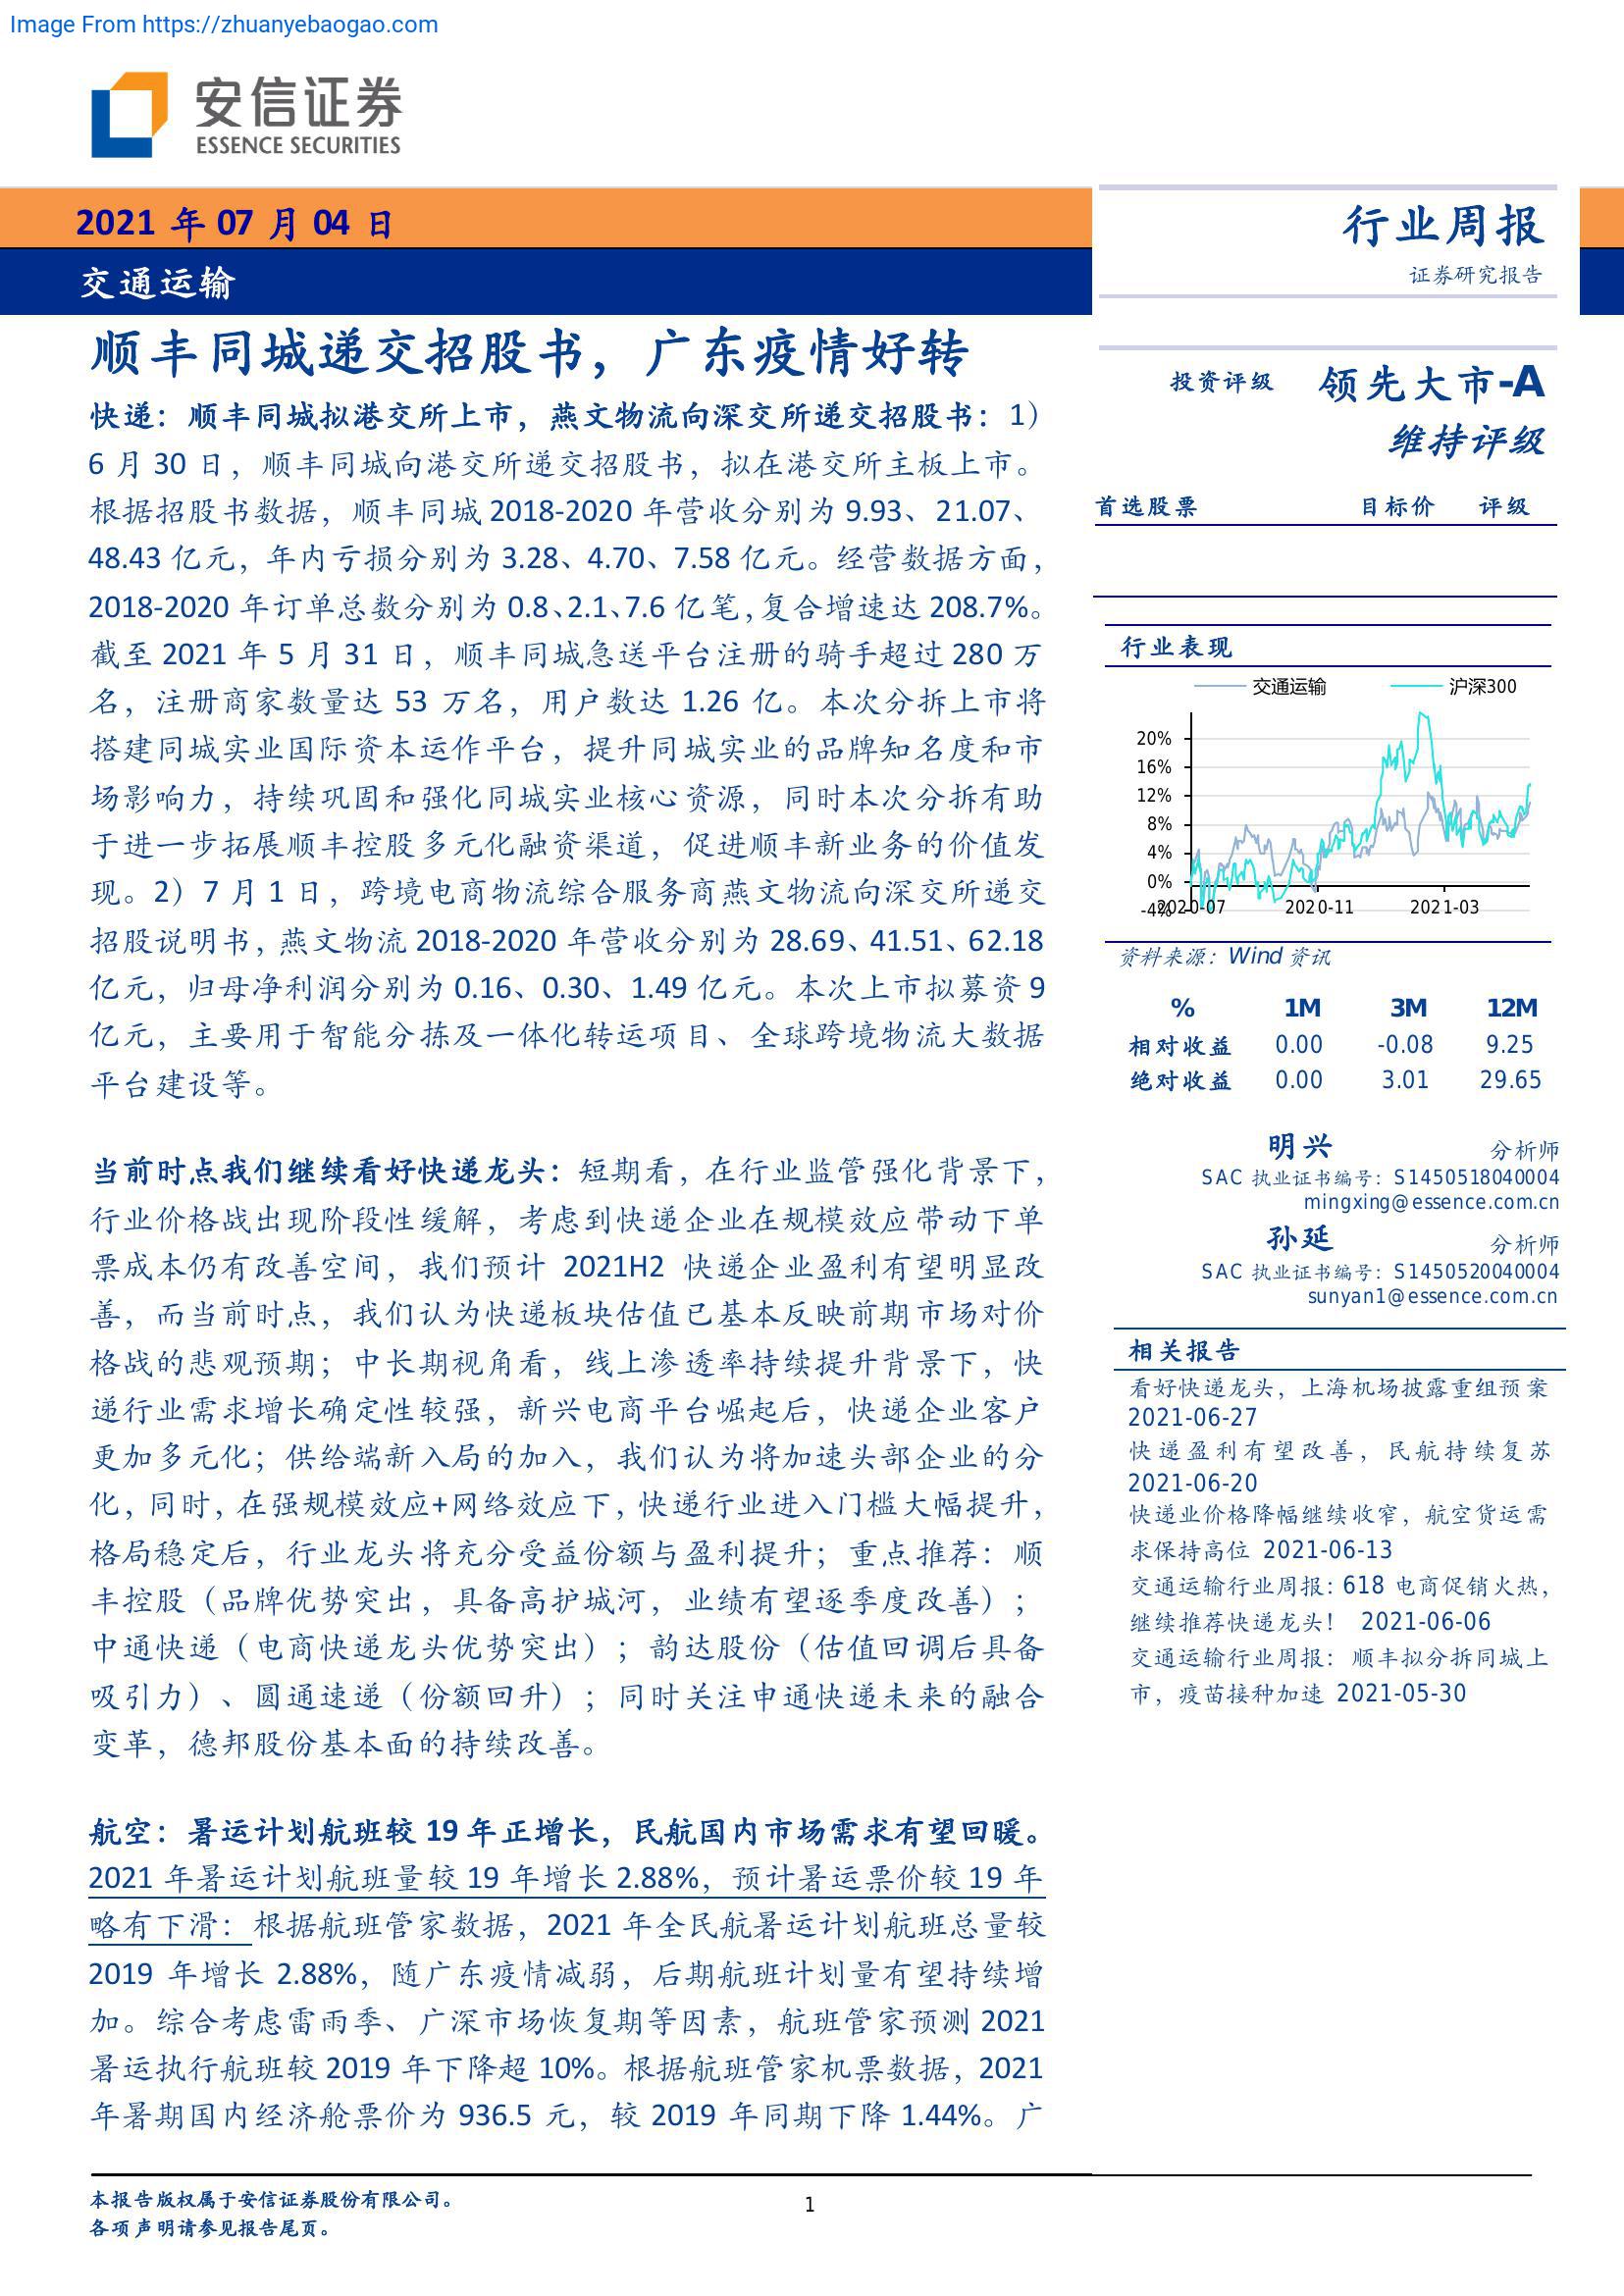 Image From https://zhuanyebaogao.com
安信证券
ESSENCE SECURITIES
2021 年 07 月 04 日
交通运输
行业周报
证券研究报告
顺丰同城递交招股书，广东疫情好转
快递：顺丰同城拟港交所上市，燕文物流向深交所递交招股书：1）
6 月 30 日，顺丰同城向港交所递交招股书，拟在港交所主板上市。
根据招股书数据，顺丰同城 2018-2020 年营收分别为 9.93、21.07、
48.43 亿元，年内亏损分别为 3.28、4.70、7.58 亿元。经营数据方面，
2018-2020 年订单总数分别为 0.8、2.1、7.6 亿笔，复合增速达 208.7%。
截至 2021 年 5 月 31 日，顺丰同城急送平台注册的骑手超过 280 万
名，注册商家数量达 53 万名，用户数达 1.26 亿。本次分拆上市将
搭建同城实业国际资本运作平台，提升同城实业的品牌知名度和市
场影响力，持续巩固和强化同城实业核心资源，同时本次分拆有助
于进一步拓展顺丰控股多元化融资渠道，促进顺丰新业务的价值发
现。2）7 月 1 日，跨境电商物流综合服务商燕文物流向深交所递交
招股说明书，燕文物流 2018-2020 年营收分别为 28.69、41.51、62.18
亿元，归母净利润分别为 0.16、0.30、1.49 亿元。本次上市拟募资 9
亿元，主要用于智能分拣及一体化转运项目、全球跨境物流大数据
平台建设等。
当前时点我们继续看好快递龙头：短期看，在行业监管强化背景下，
行业价格战出现阶段性缓解，考虑到快递企业在规模效应带动下单
票成本仍有改善空间，我们预计 2021H2 快递企业盈利有望明显改
善，而当前时点，我们认为快递板块估值已基本反映前期市场对价
格战的悲观预期；中长期视角看，线上渗透率持续提升背景下，快
递行业需求增长确定性较强，新兴电商平台崛起后，快递企业客户
更加多元化；供给端新入局的加入，我们认为将加速头部企业的分
化，同时，在强规模效应+网络效应下，快递行业进入门槛大幅提升，
格局稳定后，行业龙头将充分受益份额与盈利提升；重点推荐：顺
丰控股（品牌优势突出，具备高护城河，业绩有望逐季度改善）；
中通快递（电商快递龙头优势突出）；韵达股份（估值回调后具备
吸引力）、圆通速递（份额回升）；同时关注申通快递未来的融合
变革，德邦股份基本面的持续改善。
航空：暑运计划航班较 19 年正增长，民航国内市场需求有望回暖。
2021 年暑运计划航班量较 19 年增长 2.88%，预计暑运票价较 19 年
略有下滑：根据航班管家数据，2021 年全民航暑运计划航班总量较
2019 年增长 2.88%，随广东疫情减弱，后期航班计划量有望持续增
加。综合考虑雷雨季、广深市场恢复期等因素，航班管家预测 2021
暑运执行航班较 2019 年下降超 10%。根据航班管家机票数据，2021
年暑期国内经济舱票价为 936.5 元，较 2019 年同期下降 1.44%。广
投资评级 领先大市-A
维持评级
首选股票 目标价 评级
行业表现
交通运输 沪深300
20%
16%
12%
8%
4%
0%
-4%
2020-07 2020-11 2021-03
资料来源：Wind 资讯
% 1M 3M 12M
相对收益 0.00 -0.08 9.25
绝对收益 0.00 3.01 29.65
明兴 分析师
SAC 执业证书编号：S1450518040004
mingxing@essence.com.cn
孙延 分析师
SAC 执业证书编号：S1450520040004
sunyan1@essence.com.cn
相关报告
看好快递龙头，上海机场披露重组预案
2021-06-27
快递盈利有望改善，民航持续复苏
2021-06-20
快递业价格降幅继续收窄，航空货运需
求保持高位 2021-06-13
交通运输行业周报：618 电商促销火热，
继续推荐快递龙头！ 2021-06-06
交通运输行业周报：顺丰拟分拆同城上
市，疫苗接种加速 2021-05-30
本报告版权属于安信证券股份有限公司。
各项声明请参见报告尾页。
1